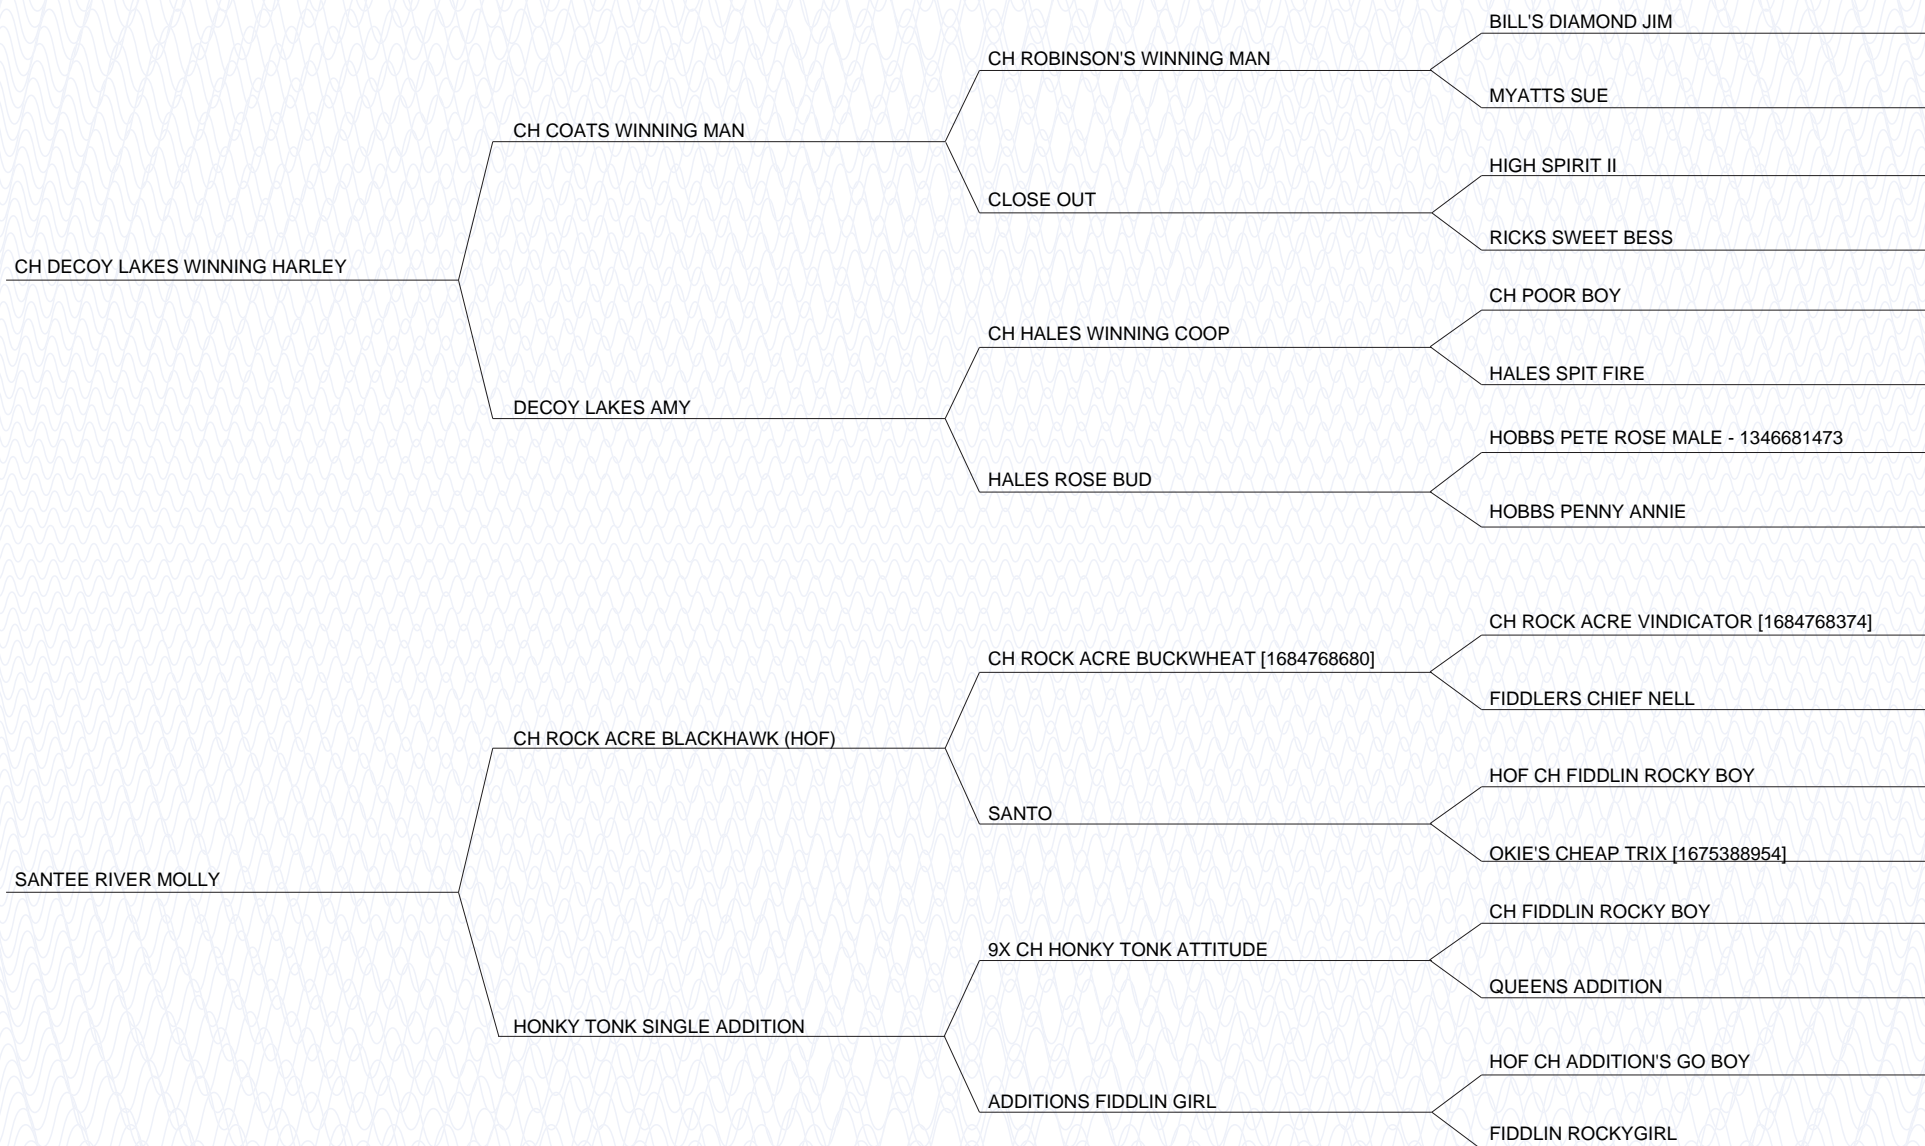 BILL'S DIAMOND JIM
CH ROBINSON'S WINNING MAN
MYATTS SUE
CH COATS WINNING MAN
HIGH SPIRIT II
CLOSE OUT
RICKS SWEET BESS
CH DECOY LAKES WINNING HARLEY
CH POOR BOY
CH HALES WINNING COOP
HALES SPIT FIRE
DECOY LAKES AMY
HOBBS PETE ROSE MALE - 1346681473
HALES ROSE BUD
HOBBS PENNY ANNIE
CH ROCK ACRE VINDICATOR [1684768374]
CH ROCK ACRE BUCKWHEAT [1684768680]
FIDDLERS CHIEF NELL
CH ROCK ACRE BLACKHAWK (HOF)
HOF CH FIDDLIN ROCKY BOY
SANTO
OKIE'S CHEAP TRIX [1675388954]
SANTEE RIVER MOLLY
CH FIDDLIN ROCKY BOY
9X CH HONKY TONK ATTITUDE
QUEENS ADDITION
HONKY TONK SINGLE ADDITION
HOF CH ADDITION'S GO BOY
ADDITIONS FIDDLIN GIRL
FIDDLIN ROCKYGIRL